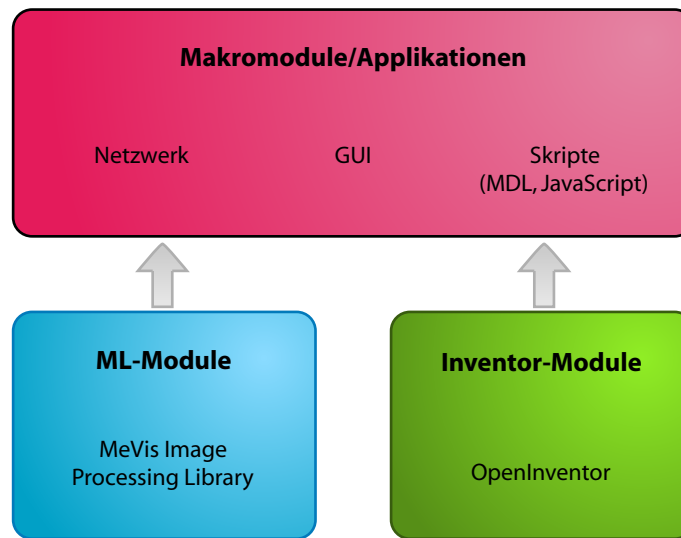 Makromodule/Applikationen
Netzwerk
GUI
Skripte
(MDL, JavaScript)
ML-Module
MeVis Image
Processing Library
Inventor-Module
OpenInventor